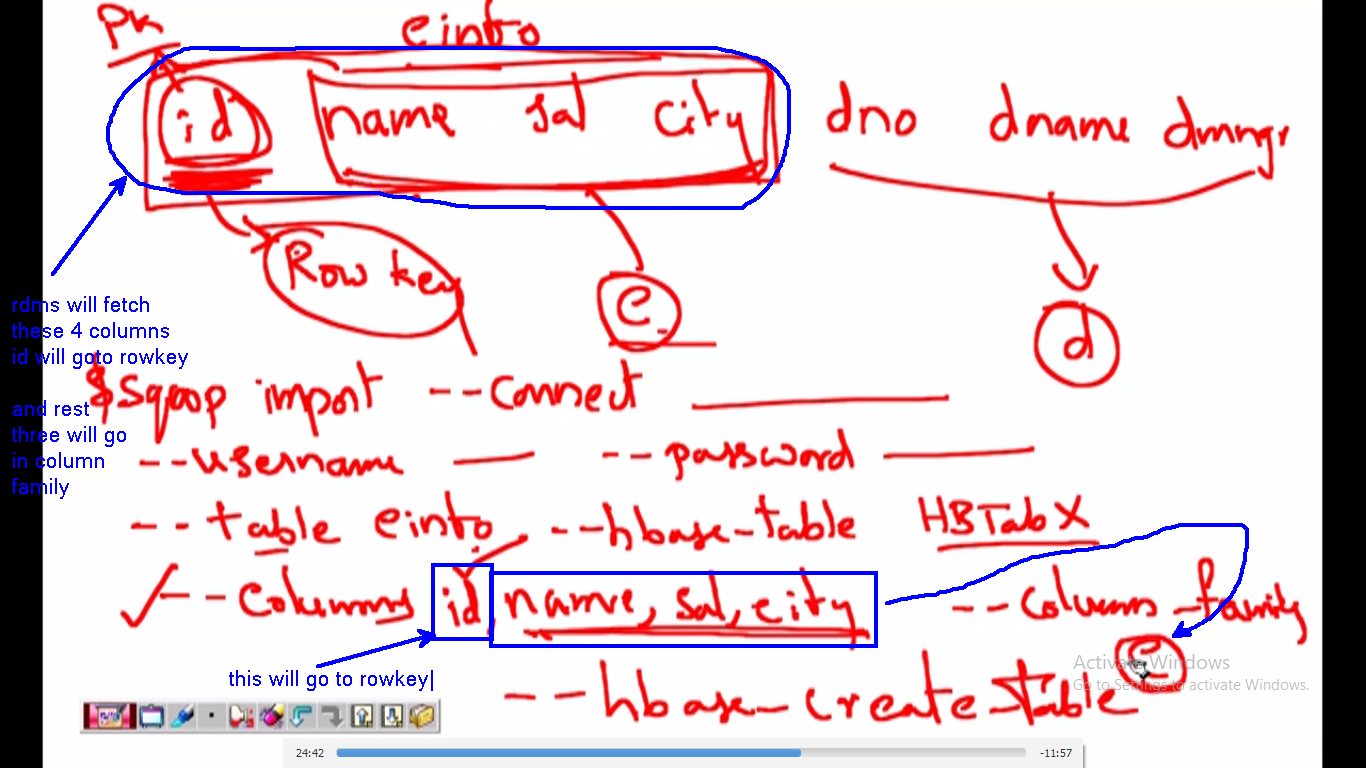 PK
einfo
id name sal city dno dname dmngr
Row key e d
rdms will fetch
these 4 columns
id will goto rowkey
and rest
three will go
in column
family
$sqoop import --connect
--username --password
--table einfo --hbase-table HBTabX
--columns id, name, sal, city --column-family
e
this will go to rowkey
--hbase-create-table
Activate Windows
Go to Settings to activate Windows.
24:42 -11:57